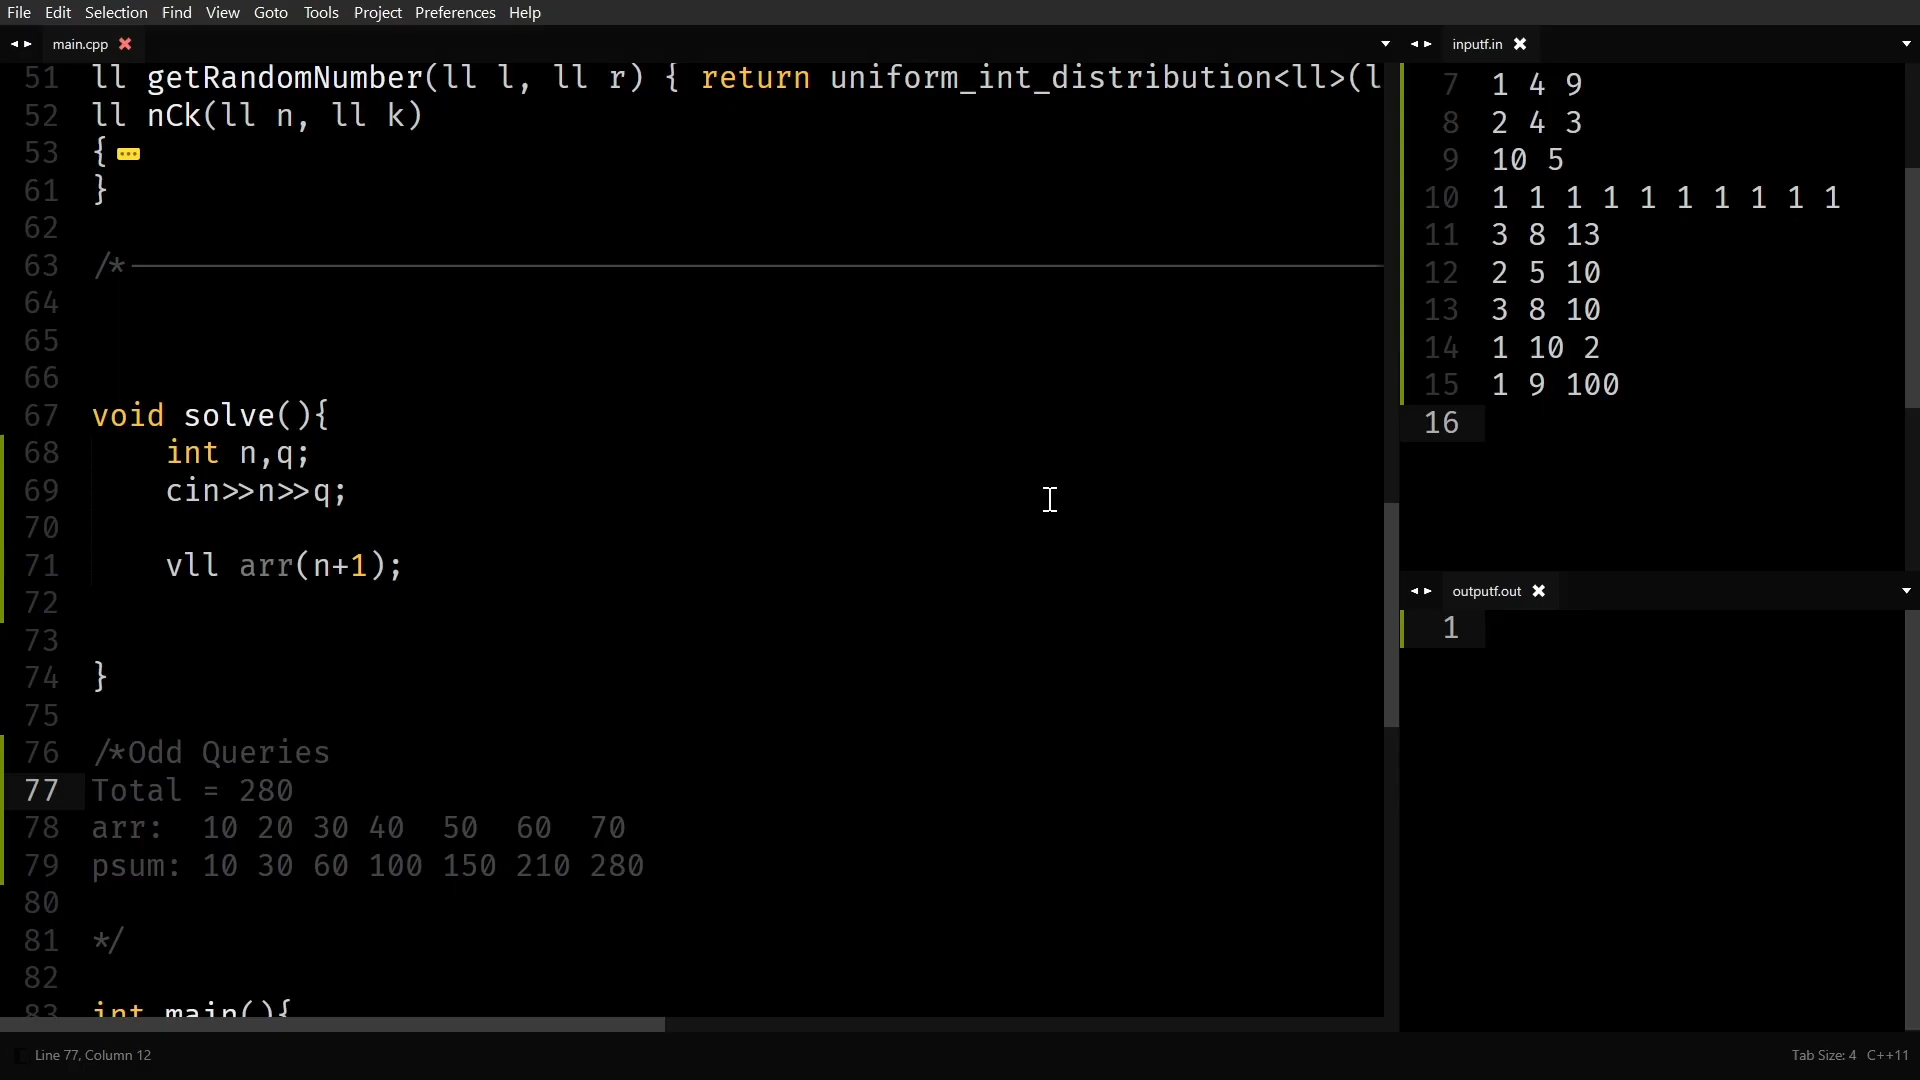 File Edit Selection Find View Goto Tools Project Preferences Help
main.cpp
51 ll getRandomNumber(ll l, ll r) { return uniform_int_distribution<ll>(l
52 ll nCk(ll n, ll k)
53 {
61 }
62
63 /*
64
65
66
67 void solve(){
68 int n,q;
69 cin>>n>>q;
70
71 vll arr(n+1);
72
73
74 }
75
76 /*Odd Queries
77 Total = 280
78 arr: 10 20 30 40 50 60 70
79 psum: 10 30 60 100 150 210 280
80
81 */
82
83 int main(){
inputf.in
7 1 4 9
8 2 4 3
9 10 5
10 1 1 1 1 1 1 1 1 1 1
11 3 8 13
12 2 5 10
13 3 8 10
14 1 10 2
15 1 9 100
16
outputf.out
1
Line 77, Column 12
Tab Size: 4 C++11